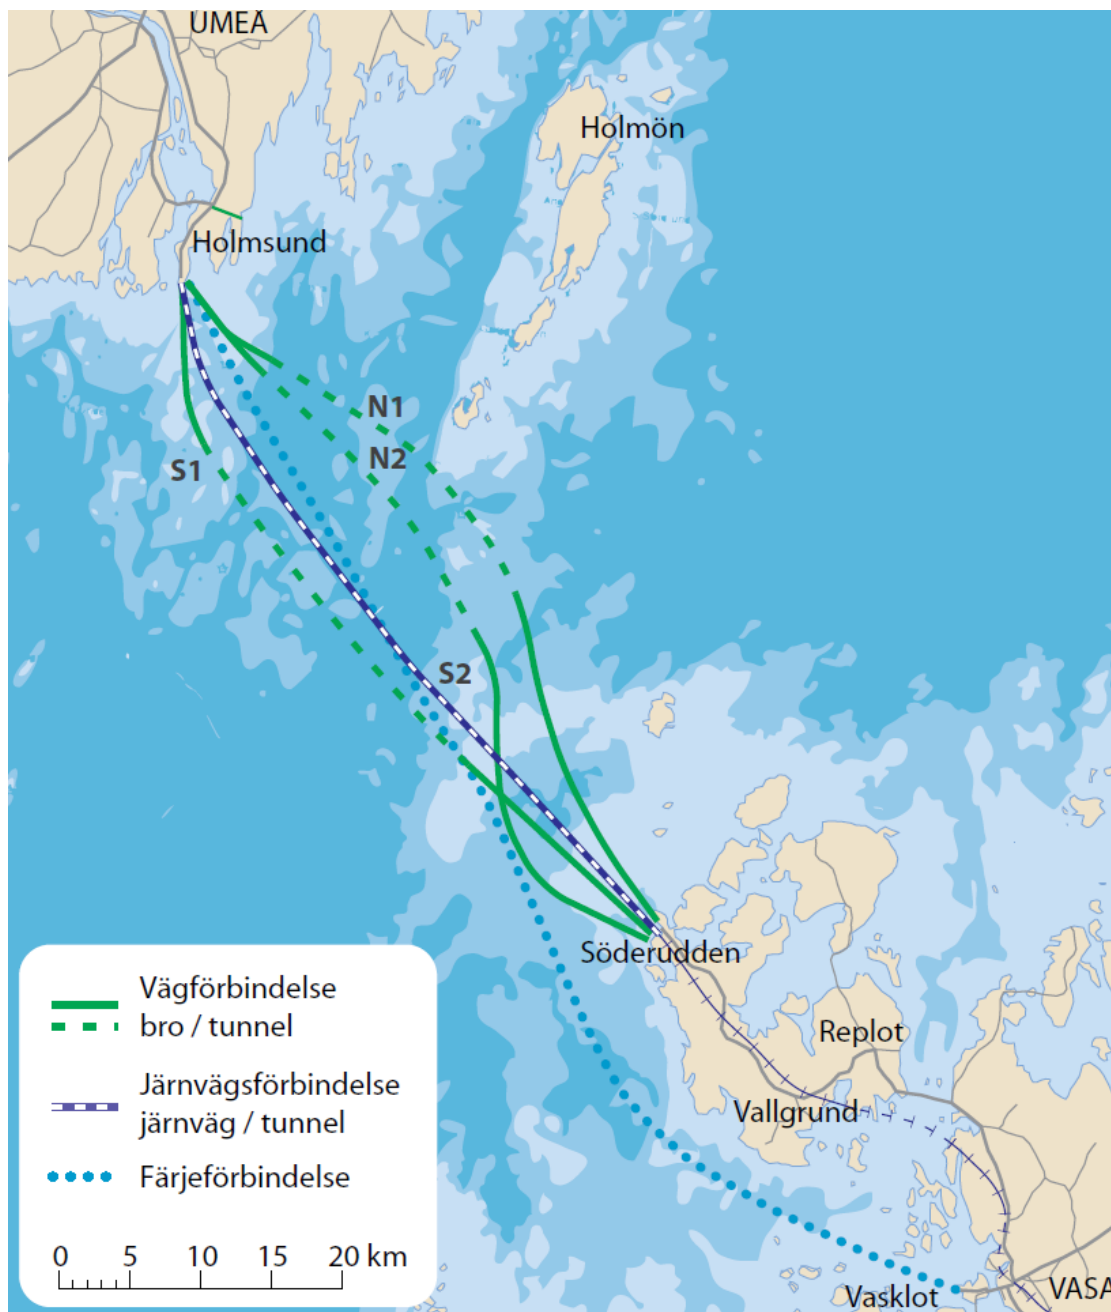 UMEÅ
Holmön
Holmsund
N1
N2
S1
S2
Söderudden
Replot
Vallgrund
Vasklot
VASA
Vägförbindelse
bro / tunnel
Järnvägsförbindelse
järnväg / tunnel
Färjeförbindelse
0 5 10 15 20 km